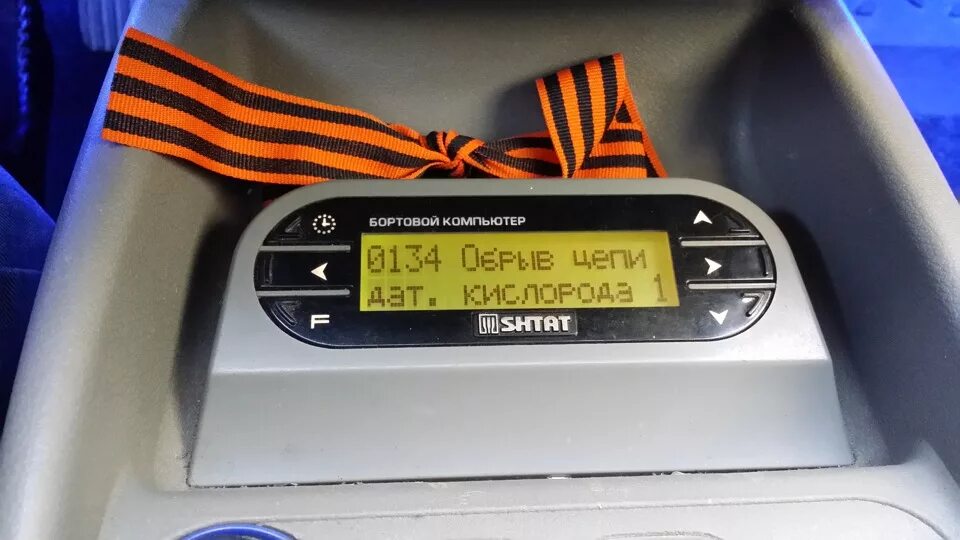 БОРТОВОЙ КОМПЬЮТЕР
0134 Обрыв цепи
дат. кислорода 1
F
SHTAT